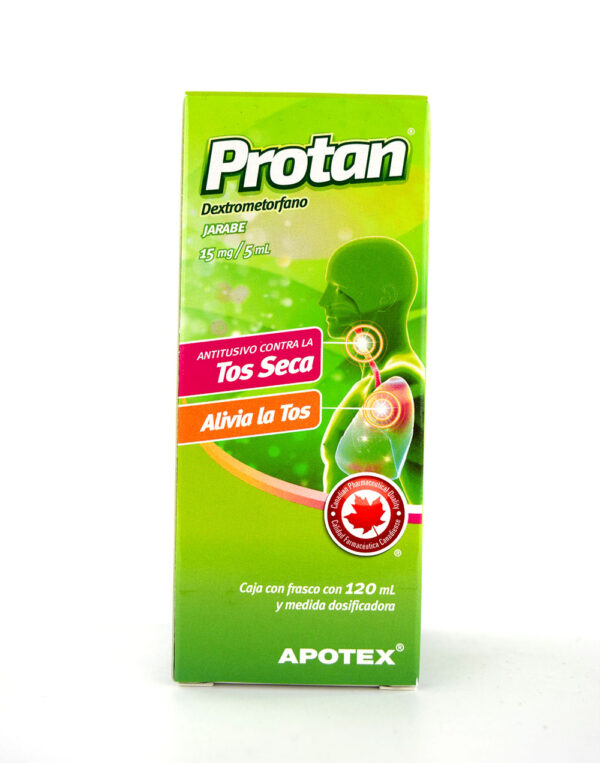 Protan®
Dextrometorfano
JARABE
15 mg/5 mL
ANTITUSIVO CONTRA LA
Tos Seca
Alivia la Tos
Canadian Pharmaceutical Quality
Calidad Farmacéutica Canadiense
®
Caja con frasco con 120 mL
y medida dosificadora
APOTEX®